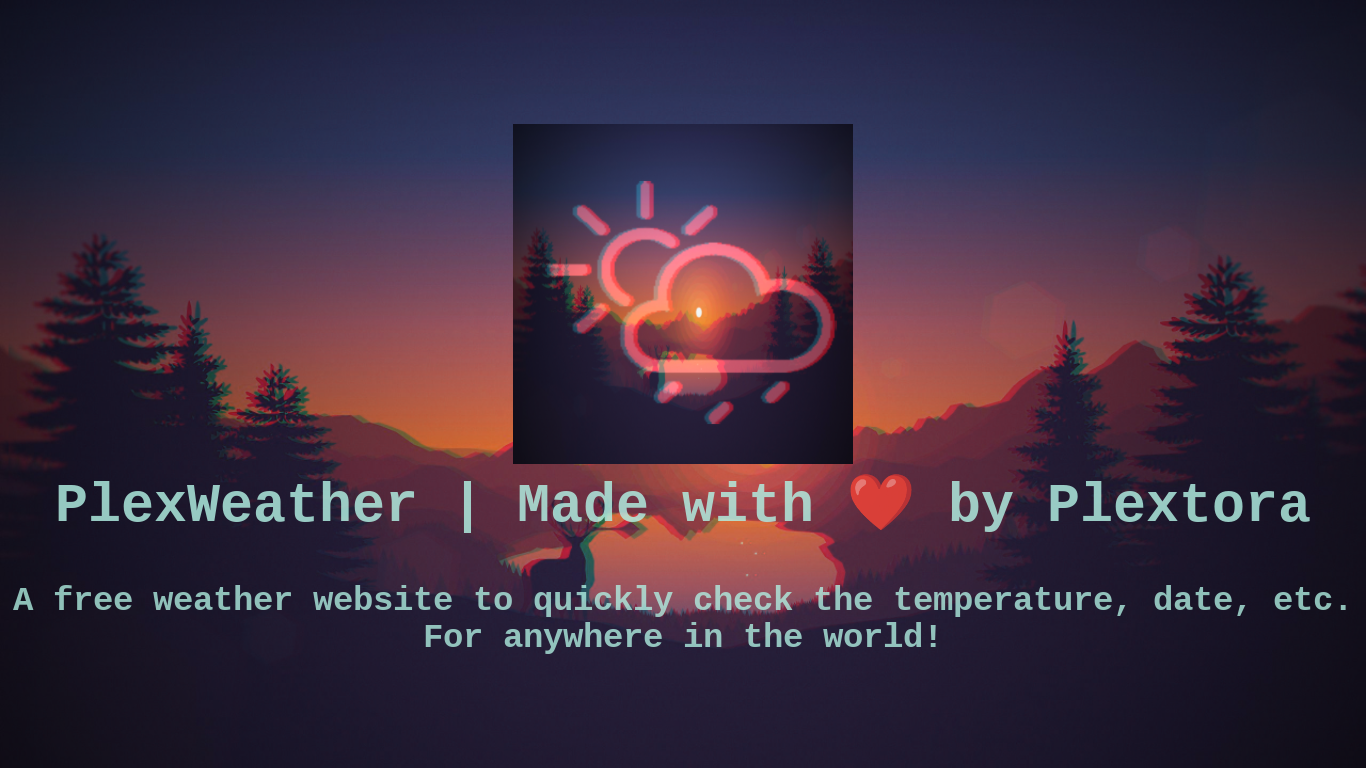 PlexWeather | Made with ❤️ by Plextora
A free weather website to quickly check the temperature, date, etc.
For anywhere in the world!